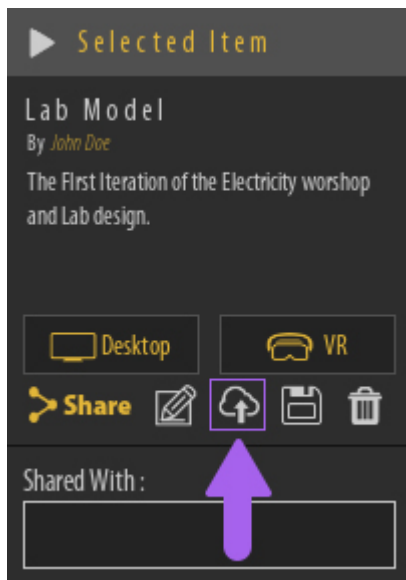 Selected Item
Lab Model
By John Doe
The FIrst Iteration of the Electricity worshop
and Lab design.
Desktop
VR
Share
Shared With :